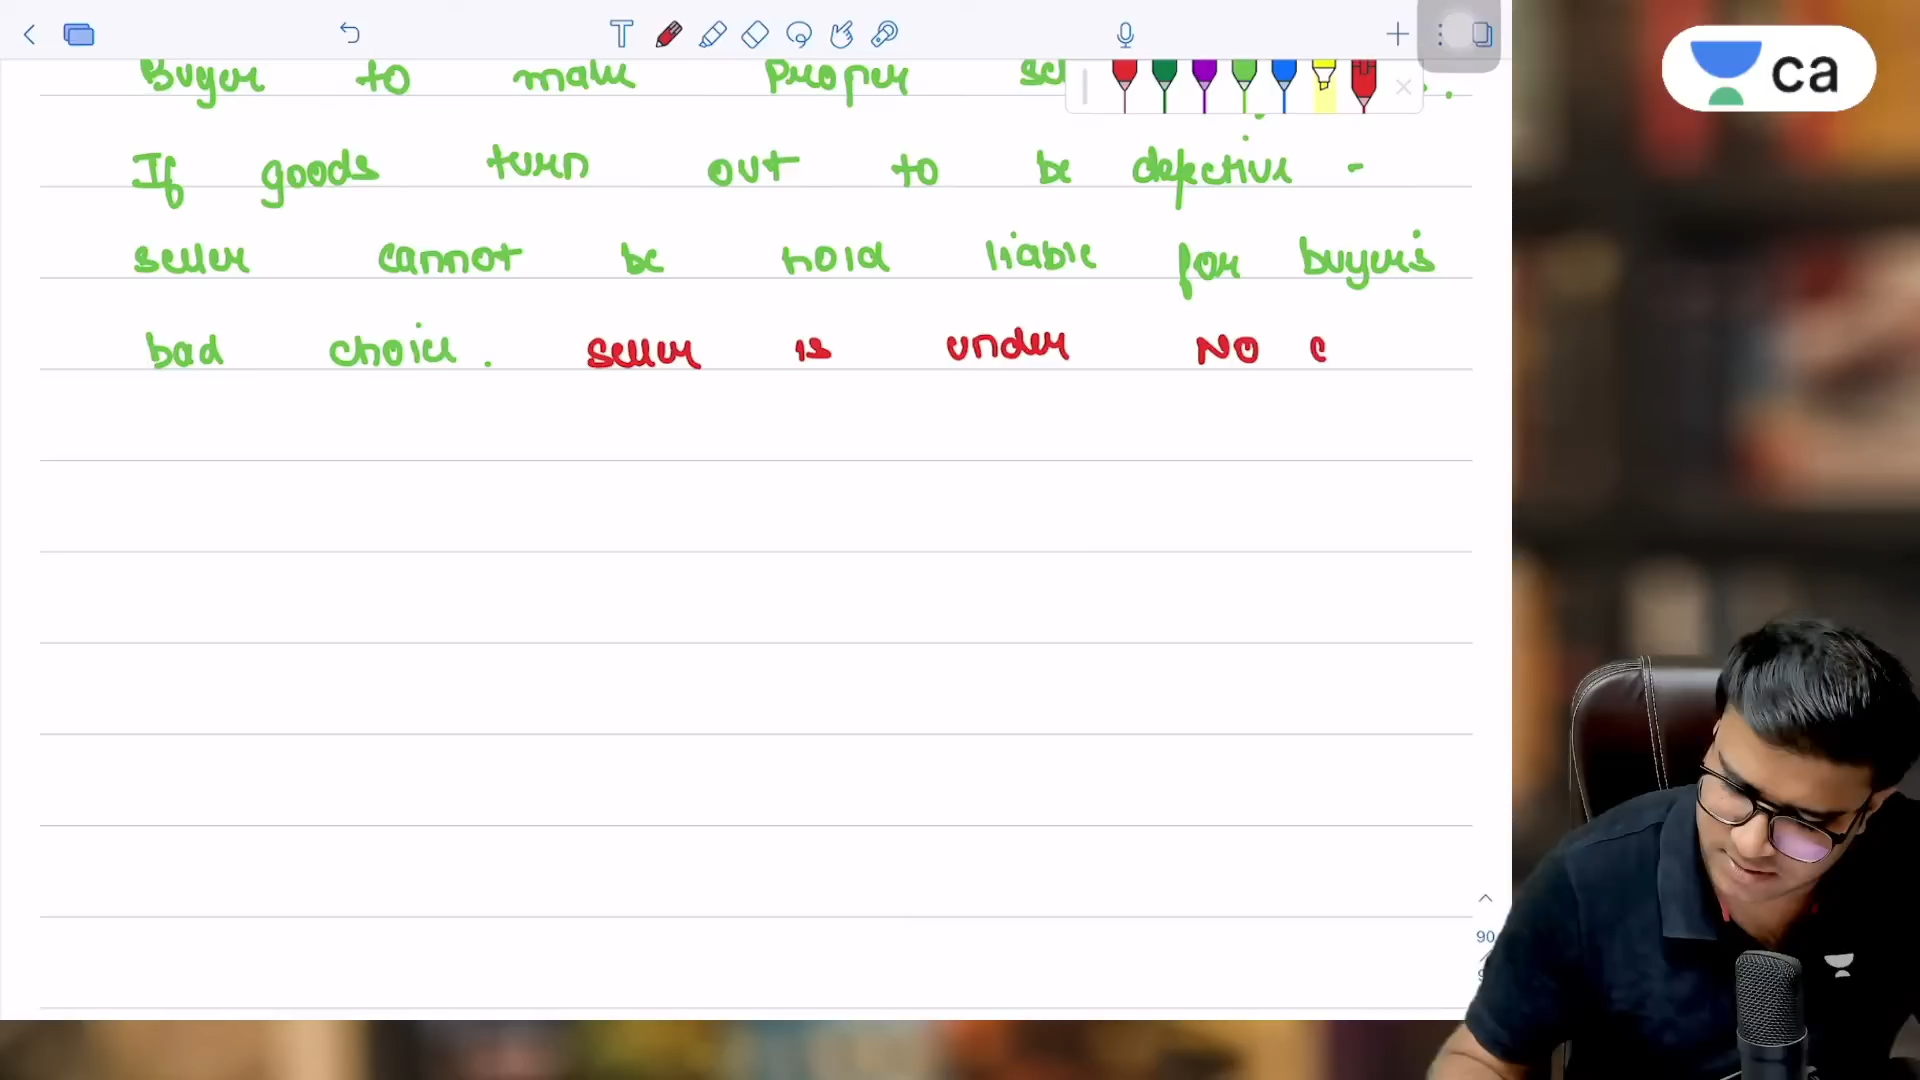 ca
Buyer to make Proper
If goods turn out to be defective -
seller cannot be hold liable for buyer's
bad choice. seller is under NO
90